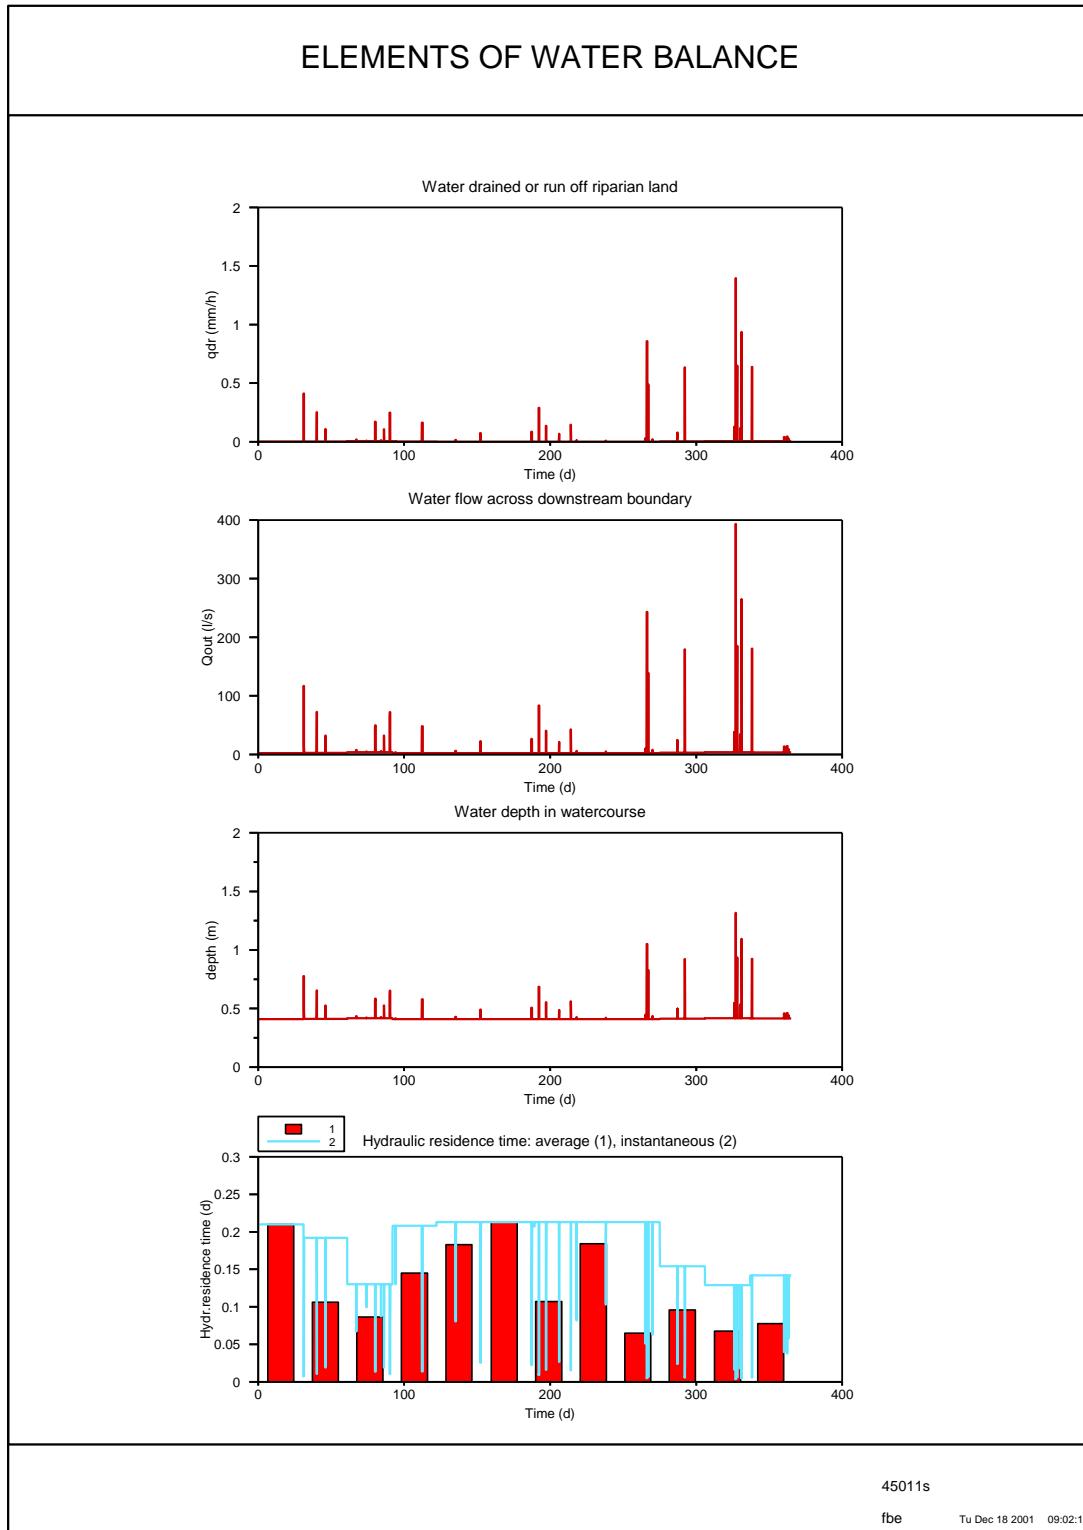 ELEMENTS OF WATER BALANCE
Water drained or run off riparian land
2
1.5
1
0.5
0
qdr (mm/h)
0 100 200 300 400
Time (d)
Water flow across downstream boundary
400
300
200
100
0
Qout (l/s)
0 100 200 300 400
Time (d)
Water depth in watercourse
2
1.5
1
0.5
0
depth (m)
0 100 200 300 400
Time (d)
1
2
Hydraulic residence time: average (1), instantaneous (2)
0.3
0.25
0.2
0.15
0.1
0.05
0
Hydr.residence time (d)
0 100 200 300 400
Time (d)
45011s
fbe Tu Dec 18 2001 09:02:1